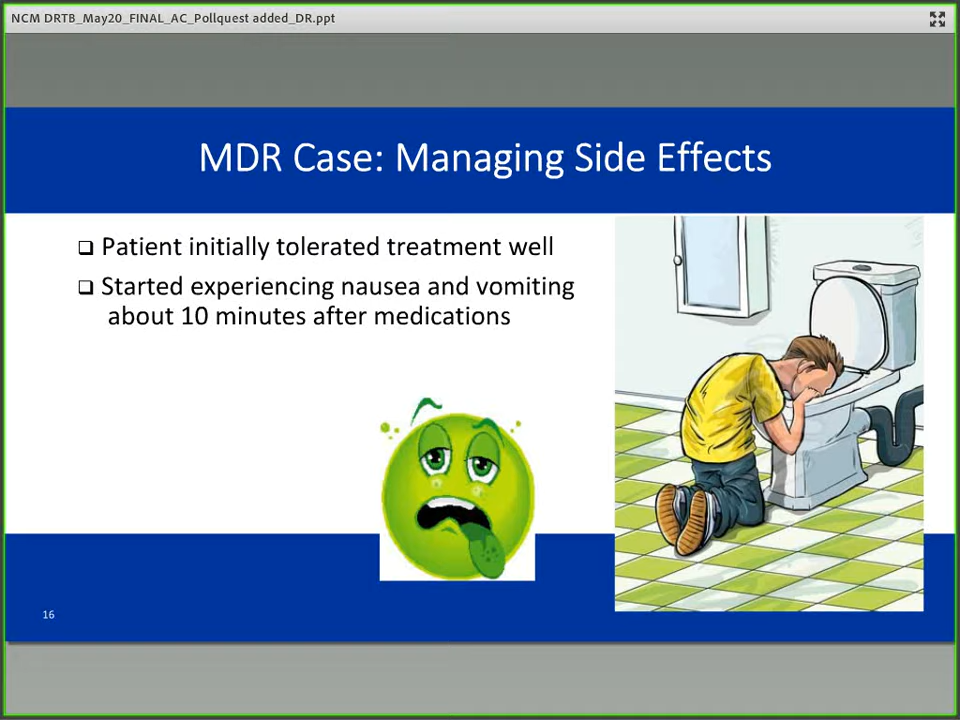 NCM DRTB_May20_FINAL_AC_Pollquest added_DR.ppt
MDR Case: Managing Side Effects
Patient initially tolerated treatment well
Started experiencing nausea and vomiting
about 10 minutes after medications
16